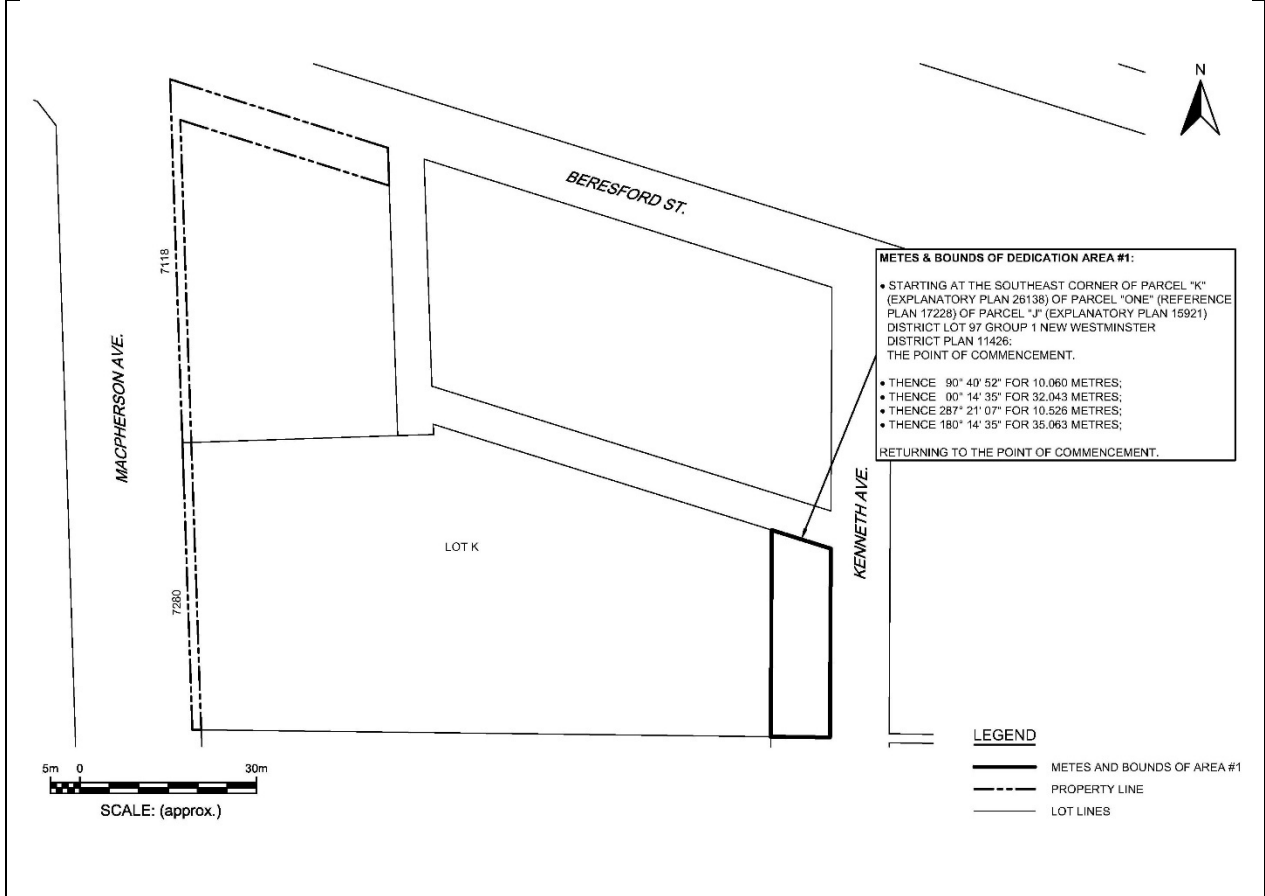 N
BERESFORD ST.
7118
MACPHERSON AVE.
METES & BOUNDS OF DEDICATION AREA #1:
• STARTING AT THE SOUTHEAST CORNER OF PARCEL "K"
(EXPLANATORY PLAN 26138) OF PARCEL "ONE" (REFERENCE
PLAN 17228) OF PARCEL "J" (EXPLANATORY PLAN 15921)
DISTRICT LOT 97 GROUP 1 NEW WESTMINSTER
DISTRICT PLAN 11426:
THE POINT OF COMMENCEMENT.
• THENCE 90° 40' 52" FOR 10.060 METRES;
• THENCE 00° 14' 35" FOR 32.043 METRES;
• THENCE 287° 21' 07" FOR 10.526 METRES;
• THENCE 180° 14' 35" FOR 35.063 METRES;
RETURNING TO THE POINT OF COMMENCEMENT.
KENNETH AVE.
LOT K
7280
LEGEND
METES AND BOUNDS OF AREA #1
PROPERTY LINE
LOT LINES
5m 0 30m
SCALE: (approx.)